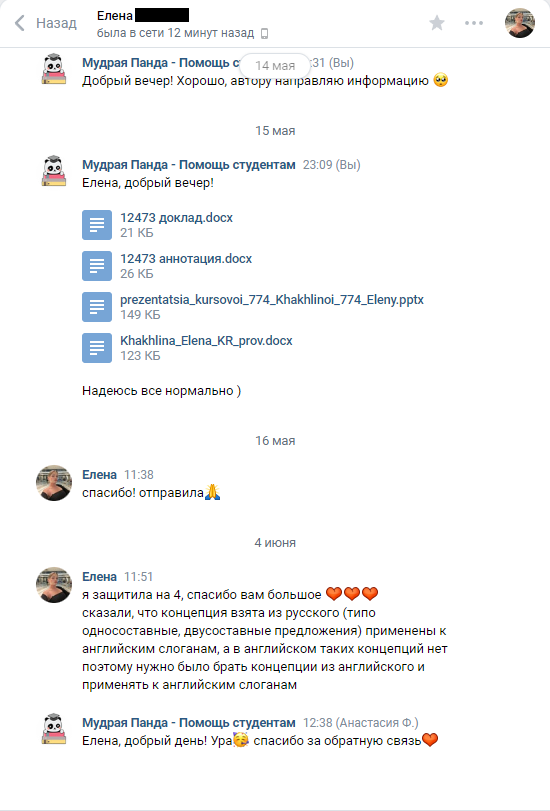 Назад
Елена
была в сети 12 минут назад
Мудрая Панда - Помощь :31 (Вы)
14 мая
Добрый вечер! Хорошо, автору направляю информацию 🥺
15 мая
Мудрая Панда - Помощь студентам 23:09 (Вы)
Елена, добрый вечер!
12473 доклад.docx
21 КБ
12473 аннотация.docx
26 КБ
prezentatsia_kursovoi_774_Khakhlinoi_774_Eleny.pptx
149 КБ
Khakhlina_Elena_KR_prov.docx
123 КБ
Надеюсь все нормально )
16 мая
Елена 11:38
спасибо! отправила🙏
4 июня
Елена 11:51
я защитила на 4, спасибо вам большое ❤❤❤
сказали, что концепция взята из русского (типо
односоставные, двусоставные предложения) применены к
английским слоганам, а в английском таких концепций нет
поэтому нужно было брать концепции из английского и
применять к английским слоганам
Мудрая Панда - Помощь студентам 12:38 (Анастасия Ф.)
Елена, добрый день! Ура🥳 спасибо за обратную связь❤